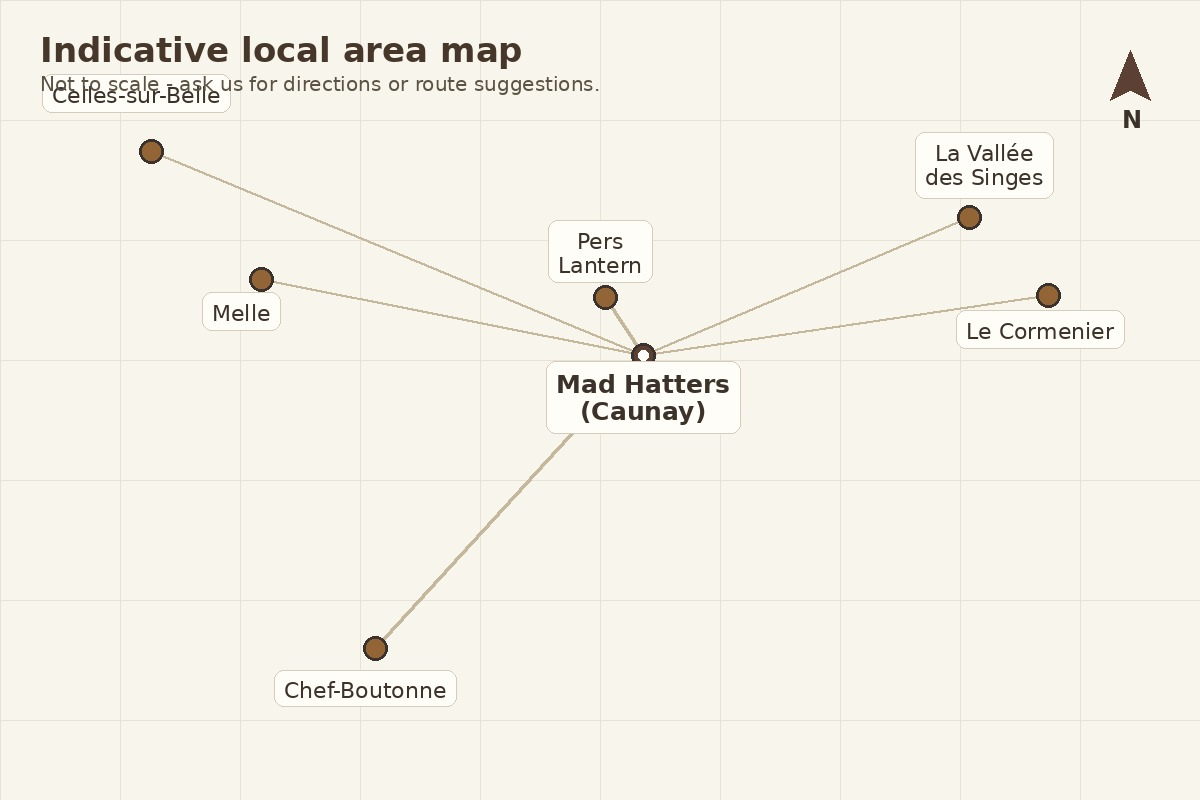 Indicative local area map
Not to scale - ask us for directions or route suggestions.
Celles-sur-Belle
N
La Vallée
des Singes
Pers
Lantern
Melle
Le Cormenier
Mad Hatters
(Caunay)
Chef-Boutonne